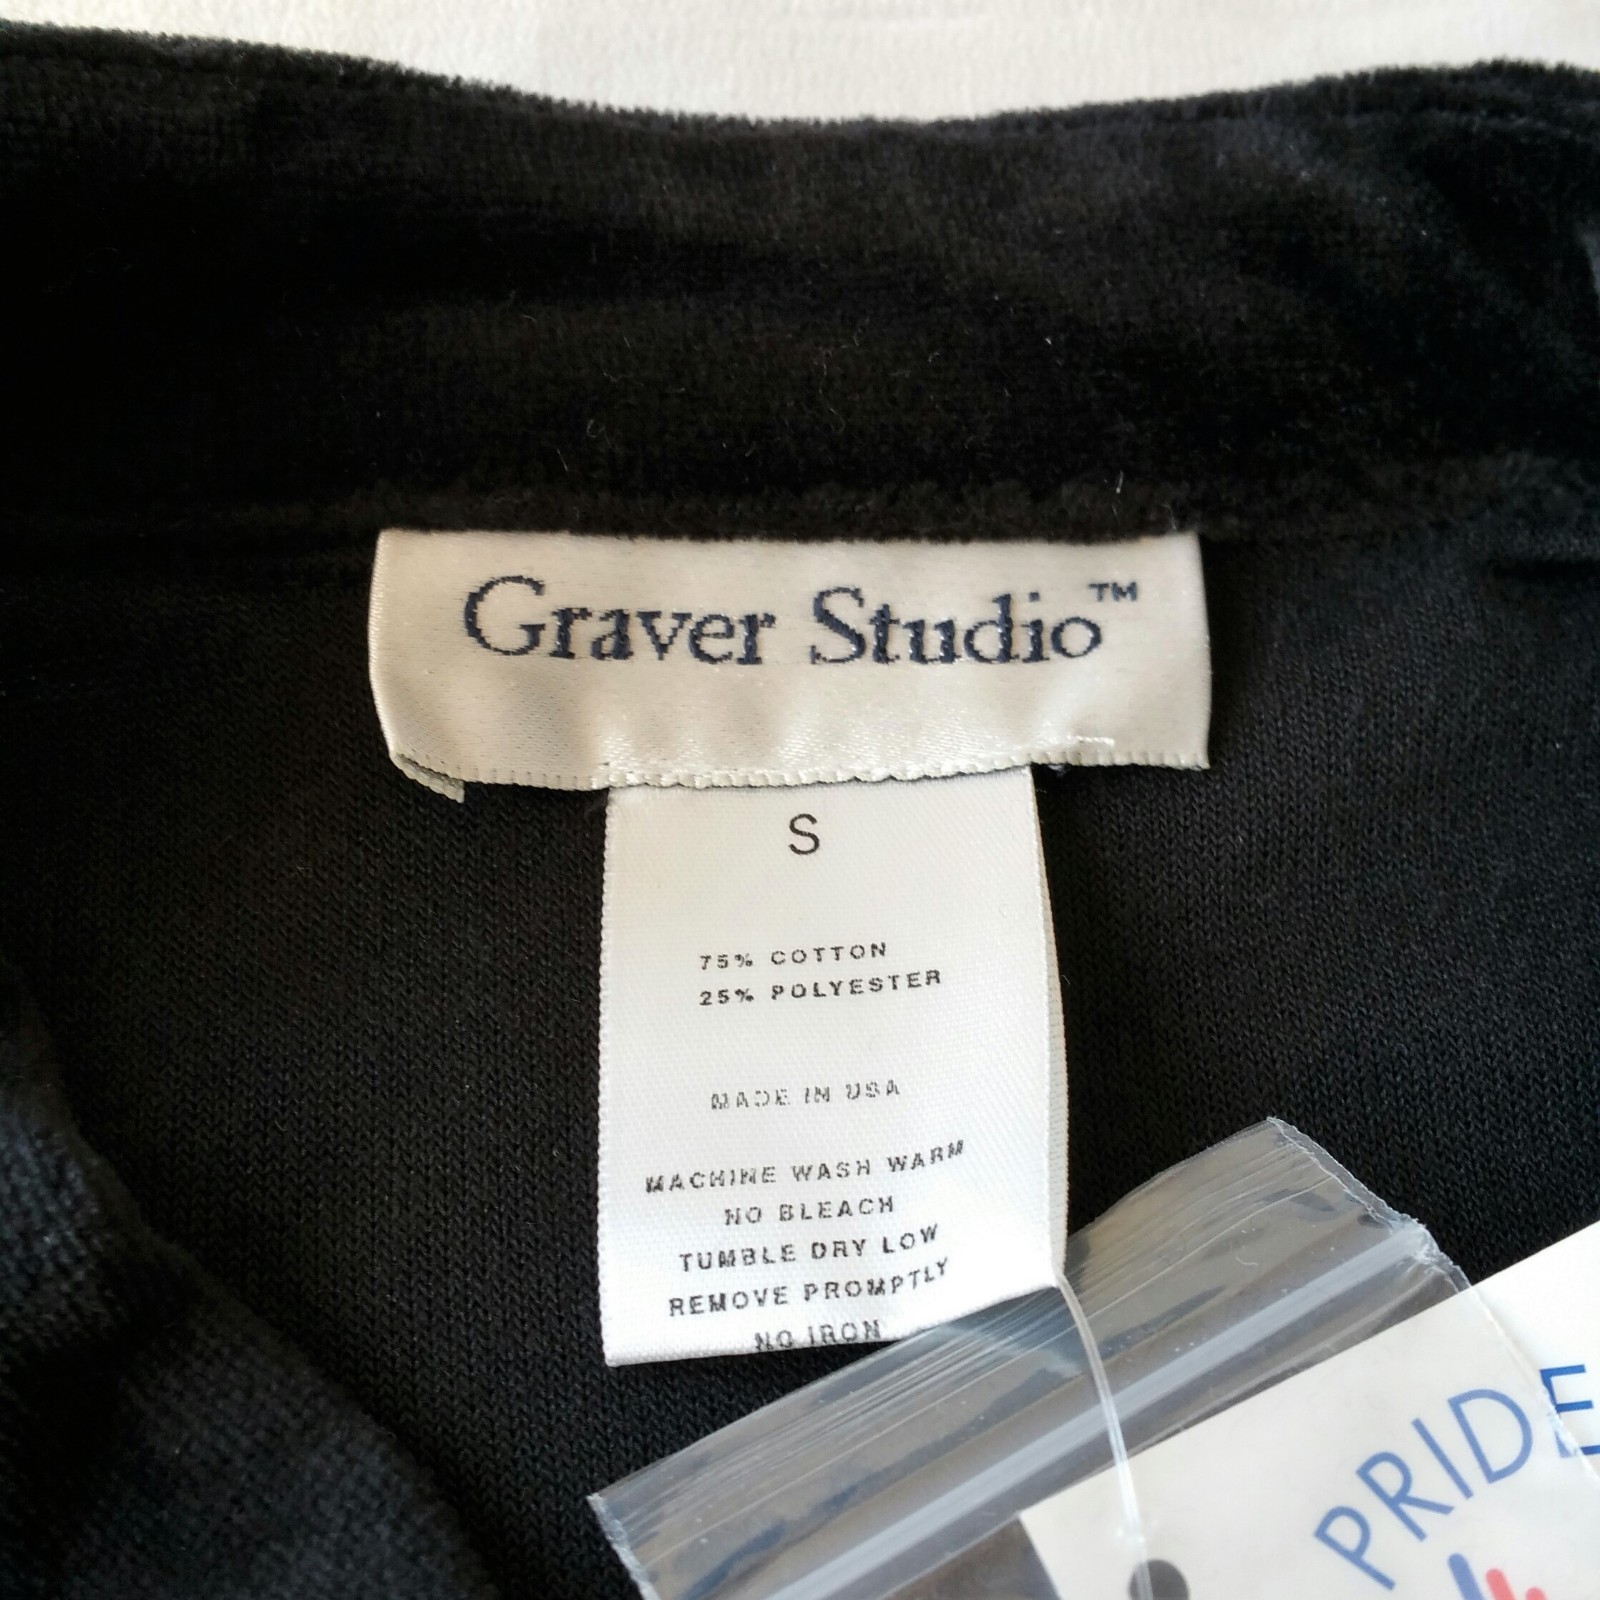 Graver Studio™
S
75% COTTON
25% POLYESTER
MADE IN USA
MACHINE WASH WARM
NO BLEACH
TUMBLE DRY LOW
REMOVE PROMPTLY
NO IRON
PRIDE